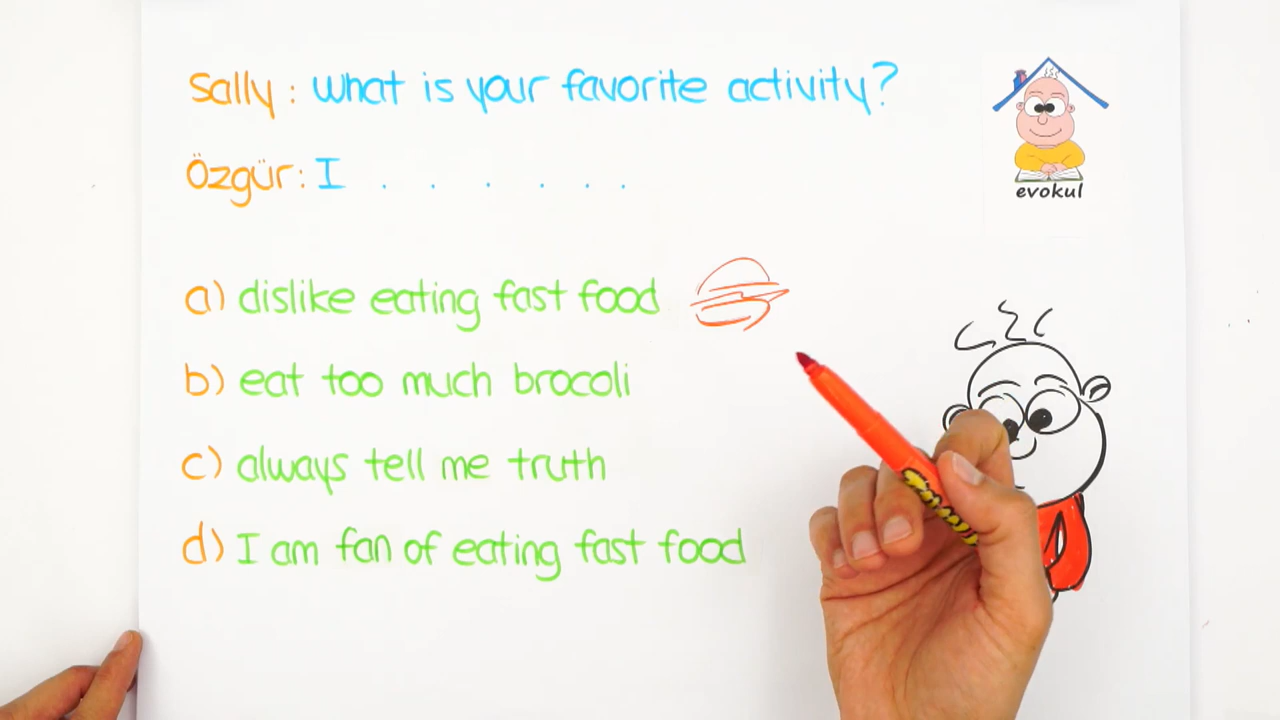 Sally : What is your favorite activity?
Özgür : I . . . . . .
evokul
a) dislike eating fast food
b) eat too much brocoli
c) always tell me truth
d) I am fan of eating fast food